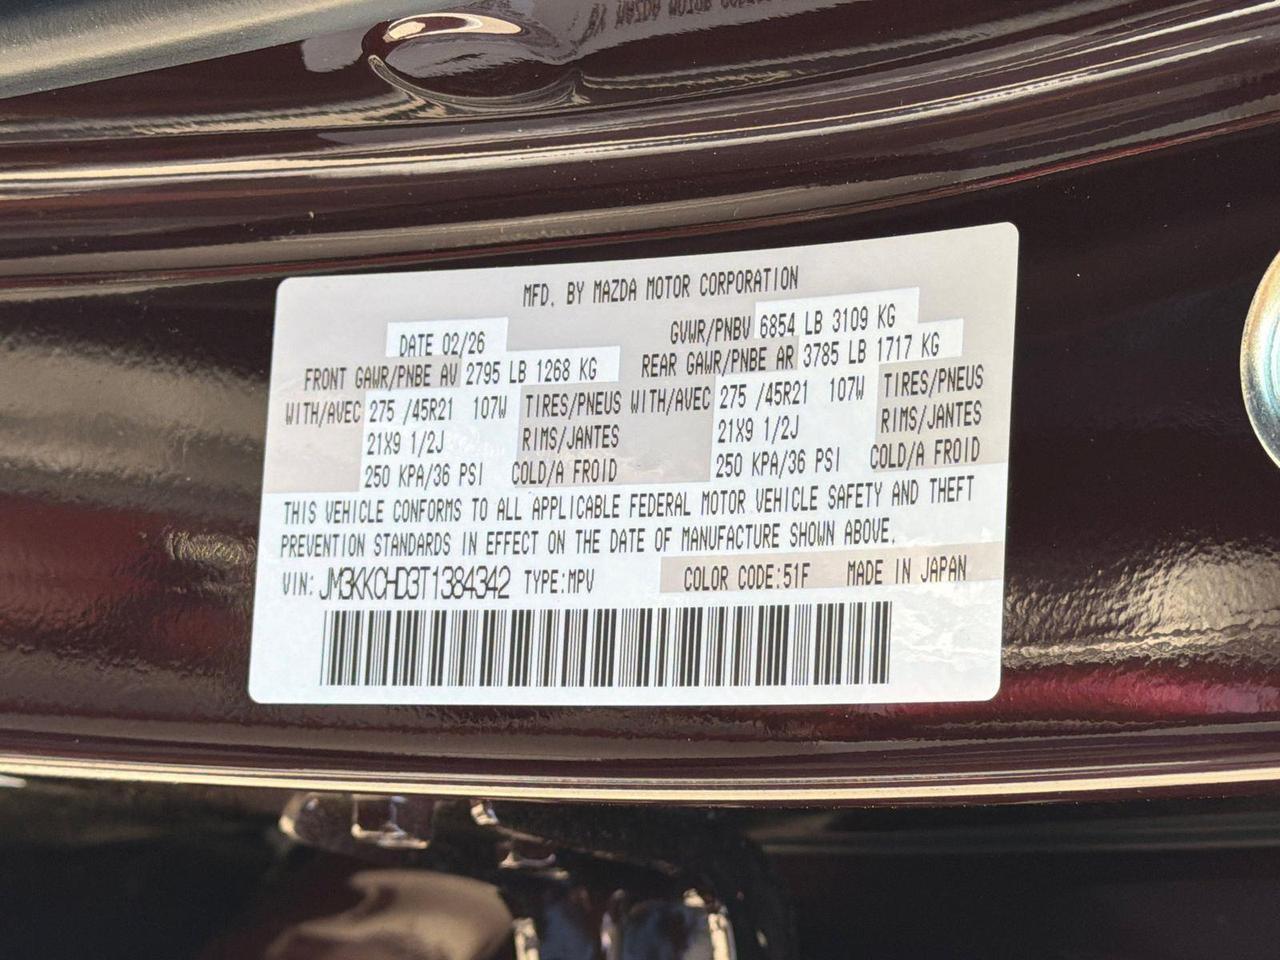 MFD. BY MAZDA MOTOR CORPORATION
DATE 02/26 GVWR/PNBV 6854 LB 3109 KG
FRONT GAWR/PNBE AV 2795 LB 1268 KG REAR GAWR/PNBE AR 3785 LB 1717 KG
WITH/AVEC 275 /45R21 107W TIRES/PNEUS WITH/AVEC 275 /45R21 107W TIRES/PNEUS
21X9 1/2J RIMS/JANTES 21X9 1/2J RIMS/JANTES
250 KPA/36 PSI COLD/A FROID 250 KPA/36 PSI COLD/A FROID
THIS VEHICLE CONFORMS TO ALL APPLICABLE FEDERAL MOTOR VEHICLE SAFETY AND THEFT
PREVENTION STANDARDS IN EFFECT ON THE DATE OF MANUFACTURE SHOWN ABOVE.
VIN: JM3KKCHD3T1384342 TYPE:MPV COLOR CODE:51F MADE IN JAPAN